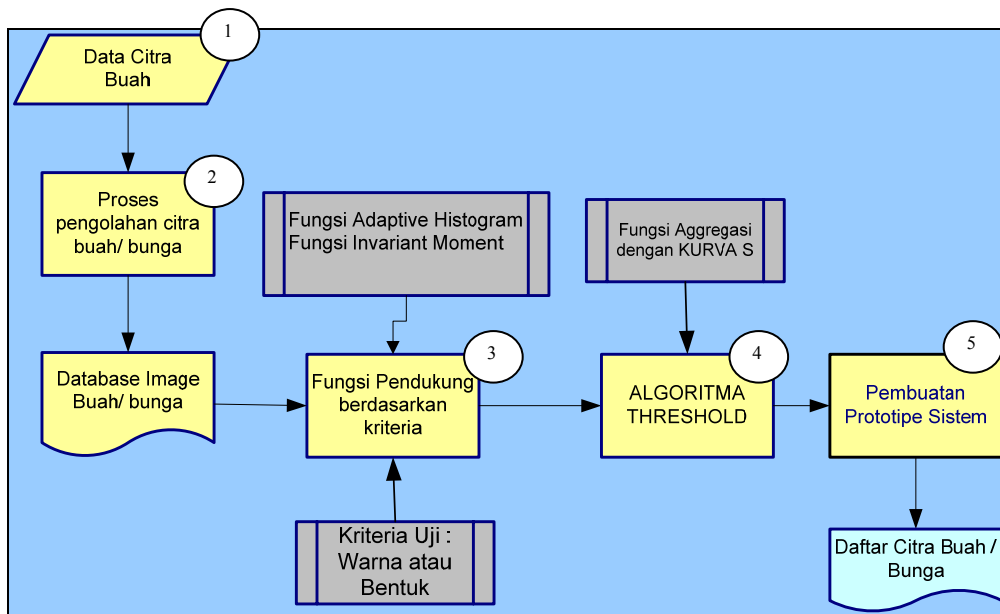 1
Data Citra
Buah
2
Proses
pengolahan citra
buah/ bunga
Fungsi Adaptive Histogram
Fungsi Invariant Moment
Fungsi Aggregasi
dengan KURVA S
Database Image
Buah/ bunga
3
Fungsi Pendukung
berdasarkan
kriteria
4
ALGORITMA
THRESHOLD
5
Pembuatan
Prototipe Sistem
Kriteria Uji :
Warna atau
Bentuk
Daftar Citra Buah /
Bunga